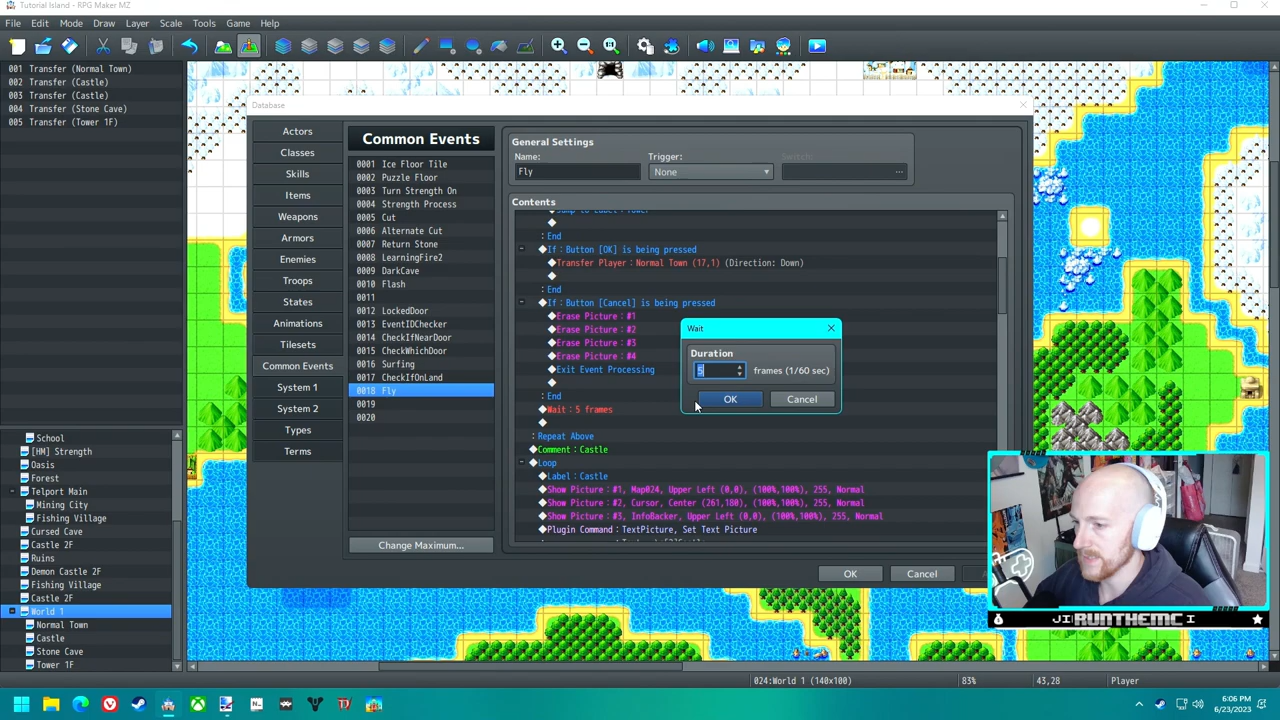 Tutorial Island - RPG Maker MZ
File Edit Mode Draw Layer Scale Tools Game Help
001 Transfer (Normal Town)
002 Transfer (Castle)
003 Transfer (Castle)
004 Transfer (Stone Cave)
005 Transfer (Tower 1F)
Database
Actors
Classes
Skills
Items
Weapons
Armors
Enemies
Troops
States
Animations
Tilesets
Common Events
System 1
System 2
Types
Terms
Common Events
0001 Ice Floor Tile
0002 Puzzle Floor
0003 Turn Strength On
0004 Strength Process
0005 Cut
0006 Alternate Cut
0007 Return Stone
0008 LearningFire2
0009 DarkCave
0010 Flash
0011
0012 LockedDoor
0013 EventIDChecker
0014 CheckIfNearDoor
0015 CheckWhichDoor
0016 Surfing
0017 CheckIfOnLand
0018 Fly
0019
0020
Change Maximum...
General Settings
Name: Trigger: Switch:
Fly None ...
Contents
: End
◆If：Button [OK] is being pressed
◆Transfer Player：Normal Town (17,1) (Direction: Down)
◆
: End
◆If：Button [Cancel] is being pressed
◆Erase Picture：#1
◆Erase Picture：#2
◆Erase Picture：#3
◆Erase Picture：#4
◆Exit Event Processing
◆
: End
◆Wait：5 frames
◆
: Repeat Above
◆Comment：Castle
◆Loop
◆Label：Castle
◆Show Picture：#1, Map024, Upper Left (0,0), (100%,100%), 255, Normal
◆Show Picture：#2, Cursor, Center (261,180), (100%,100%), 255, Normal
◆Show Picture：#3, InfoBacker, Upper Left (0,0), (100%,100%), 255, Normal
◆Plugin Command：TextPicture, Set Text Picture
Wait
Duration
5 frames (1/60 sec)
OK Cancel
OK Cancel
School
[HM] Strength
Oasis
Forest
Telport Main
Mining City
Fishing Village
Cursed Cave
Castle 2F
Ruins
Demon Castle 2F
Fishing Village
Castle 2F
World 1
Normal Town
Castle
Stone Cave
Tower 1F
024:World 1 (140x100) 83% 43,28 Player
6:06 PM
6/23/2023